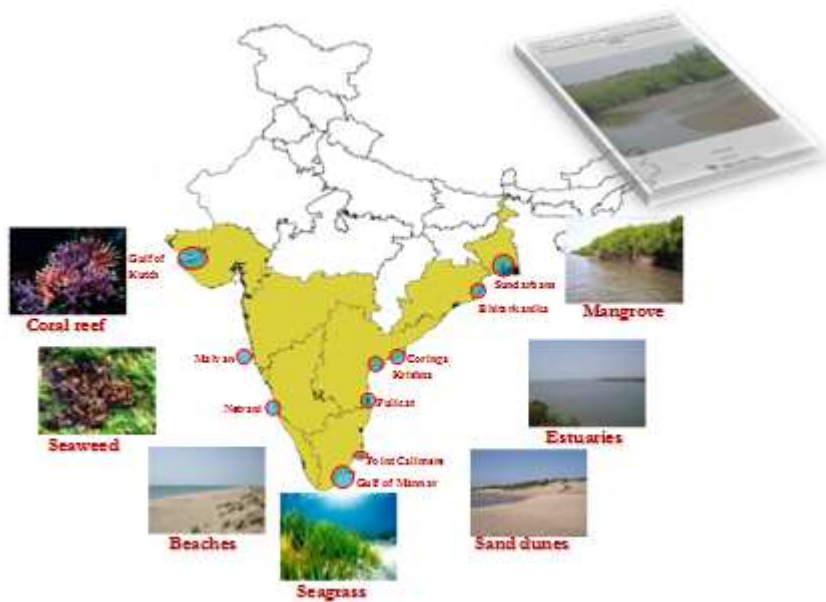 Gulf of
Kutch
Coral reef
Sundarbans
Bhitarkanika
Mangrove
Malvan
Coringa
Krishna
Seaweed
Netrani
Pulicat
Estuaries
Point Calimere
Gulf of Mannar
Beaches
Sand dunes
Seagrass